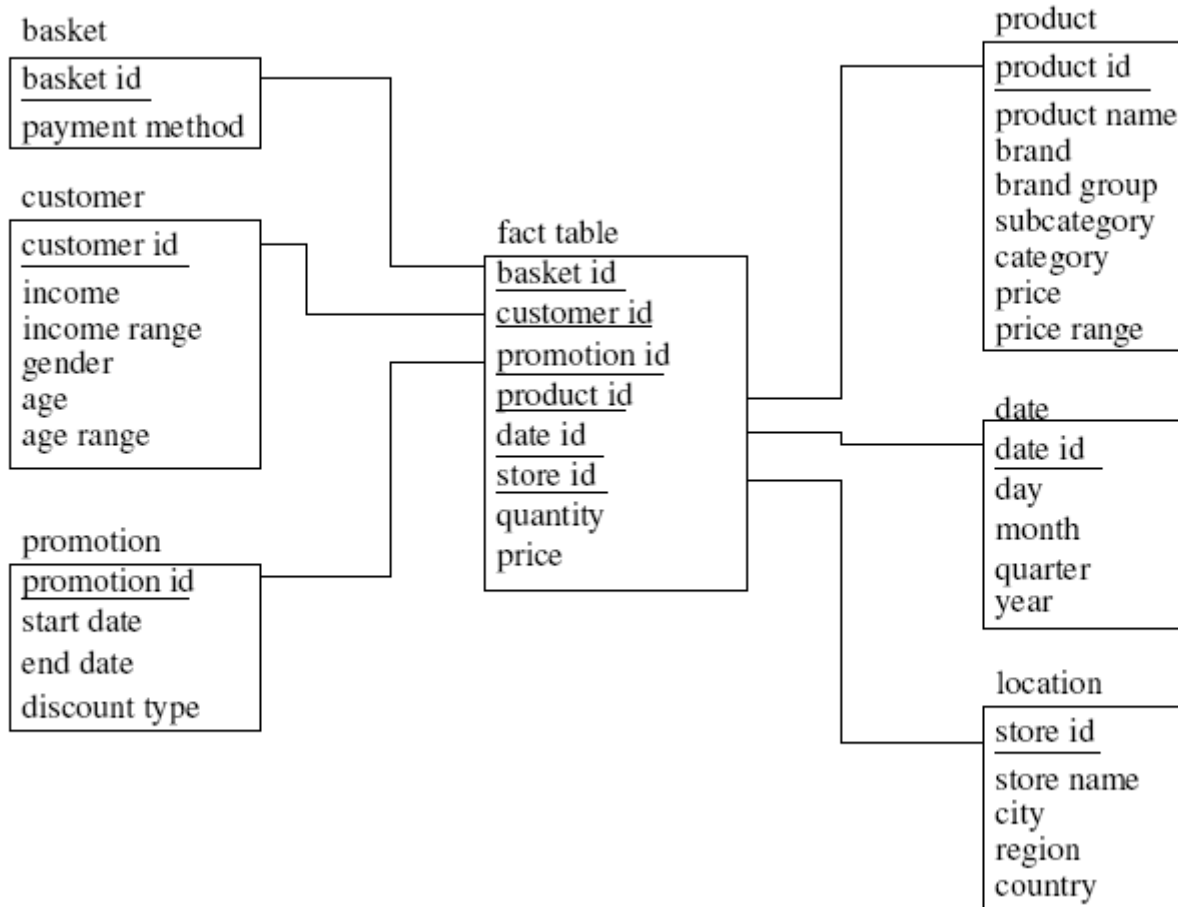 basket
basket id
payment method
customer
customer id
income
income range
gender
age
age range
promotion
promotion id
start date
end date
discount type
fact table
basket id
customer id
promotion id
product id
date id
store id
quantity
price
product
product id
product name
brand
brand group
subcategory
category
price
price range
date
date id
day
month
quarter
year
location
store id
store name
city
region
country